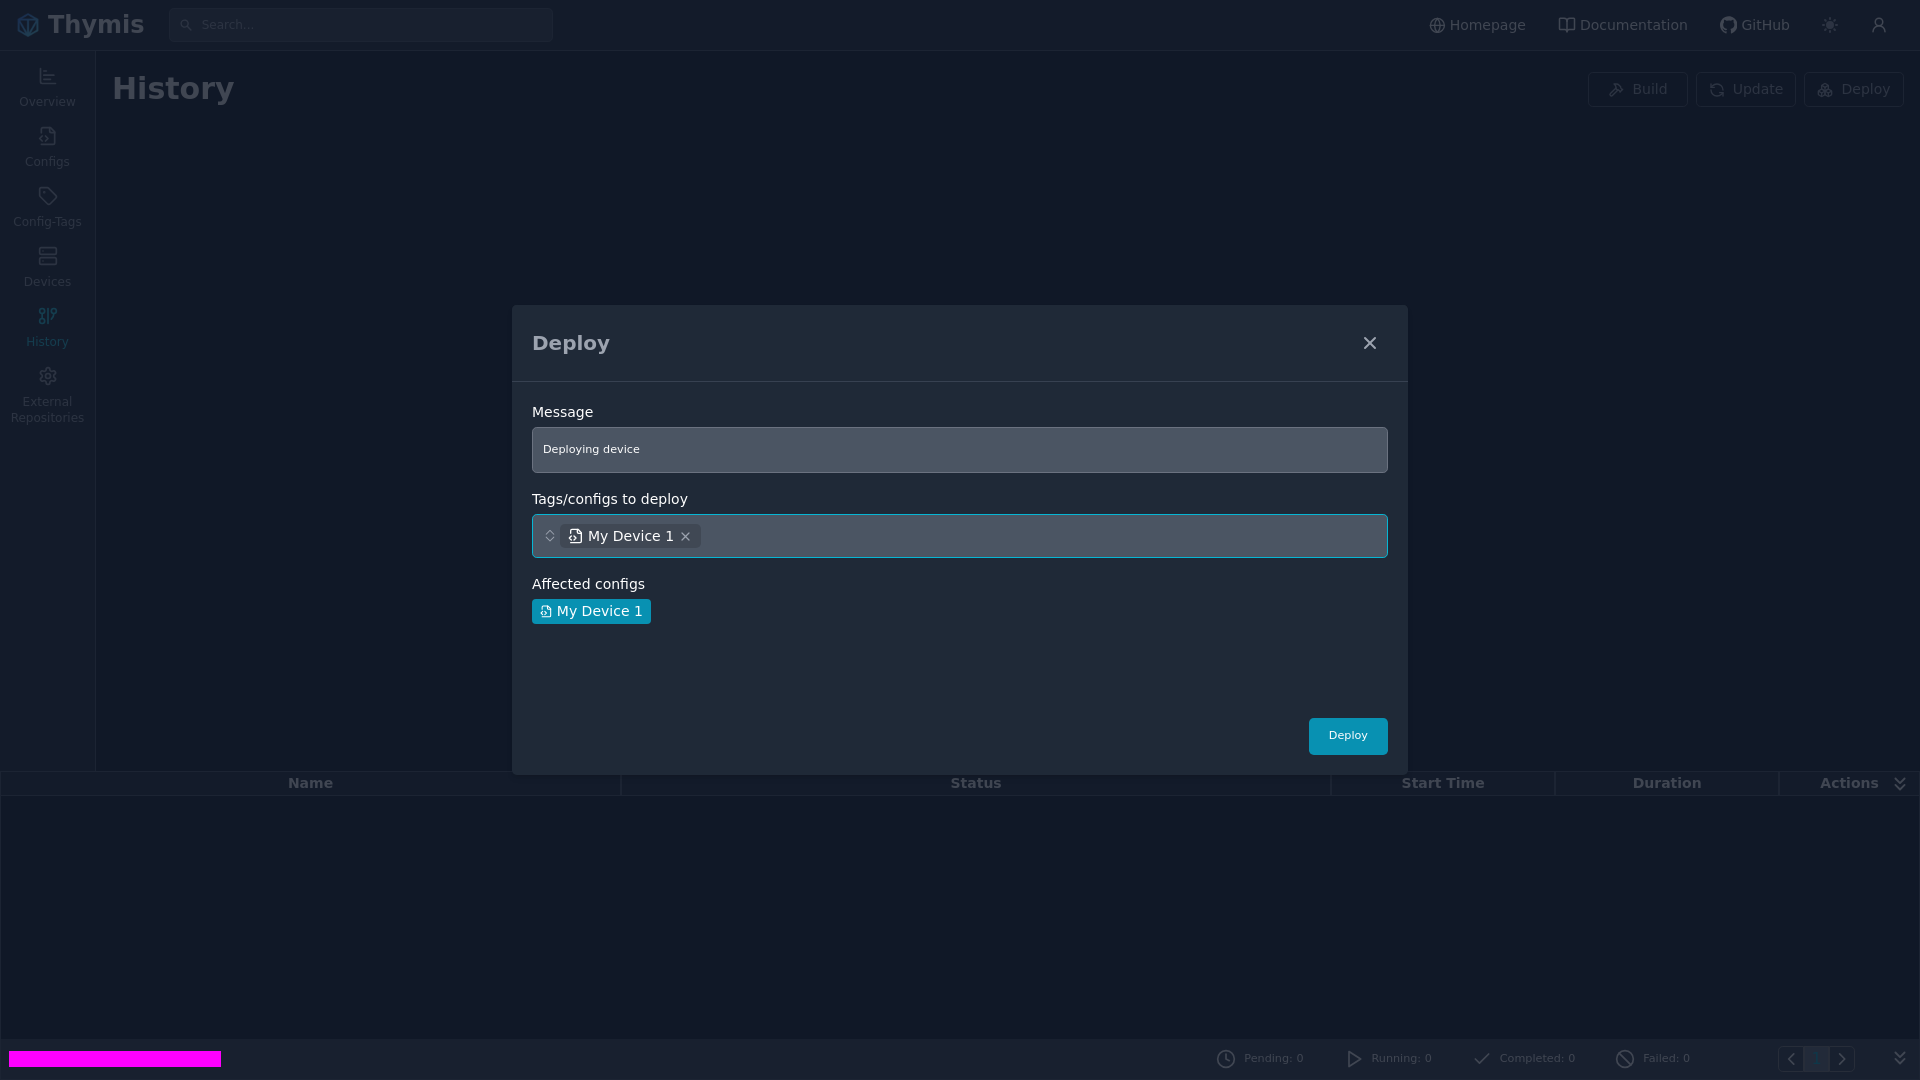 Thymis
Search...
Homepage
Documentation
GitHub
Overview
Configs
Config-Tags
Devices
History
External
Repositories
History
Build
Update
Deploy
Deploy
Message
Deploying device
Tags/configs to deploy
My Device 1
Affected configs
My Device 1
Deploy
Name
Status
Start Time
Duration
Actions
Pending: 0
Running: 0
Completed: 0
Failed: 0